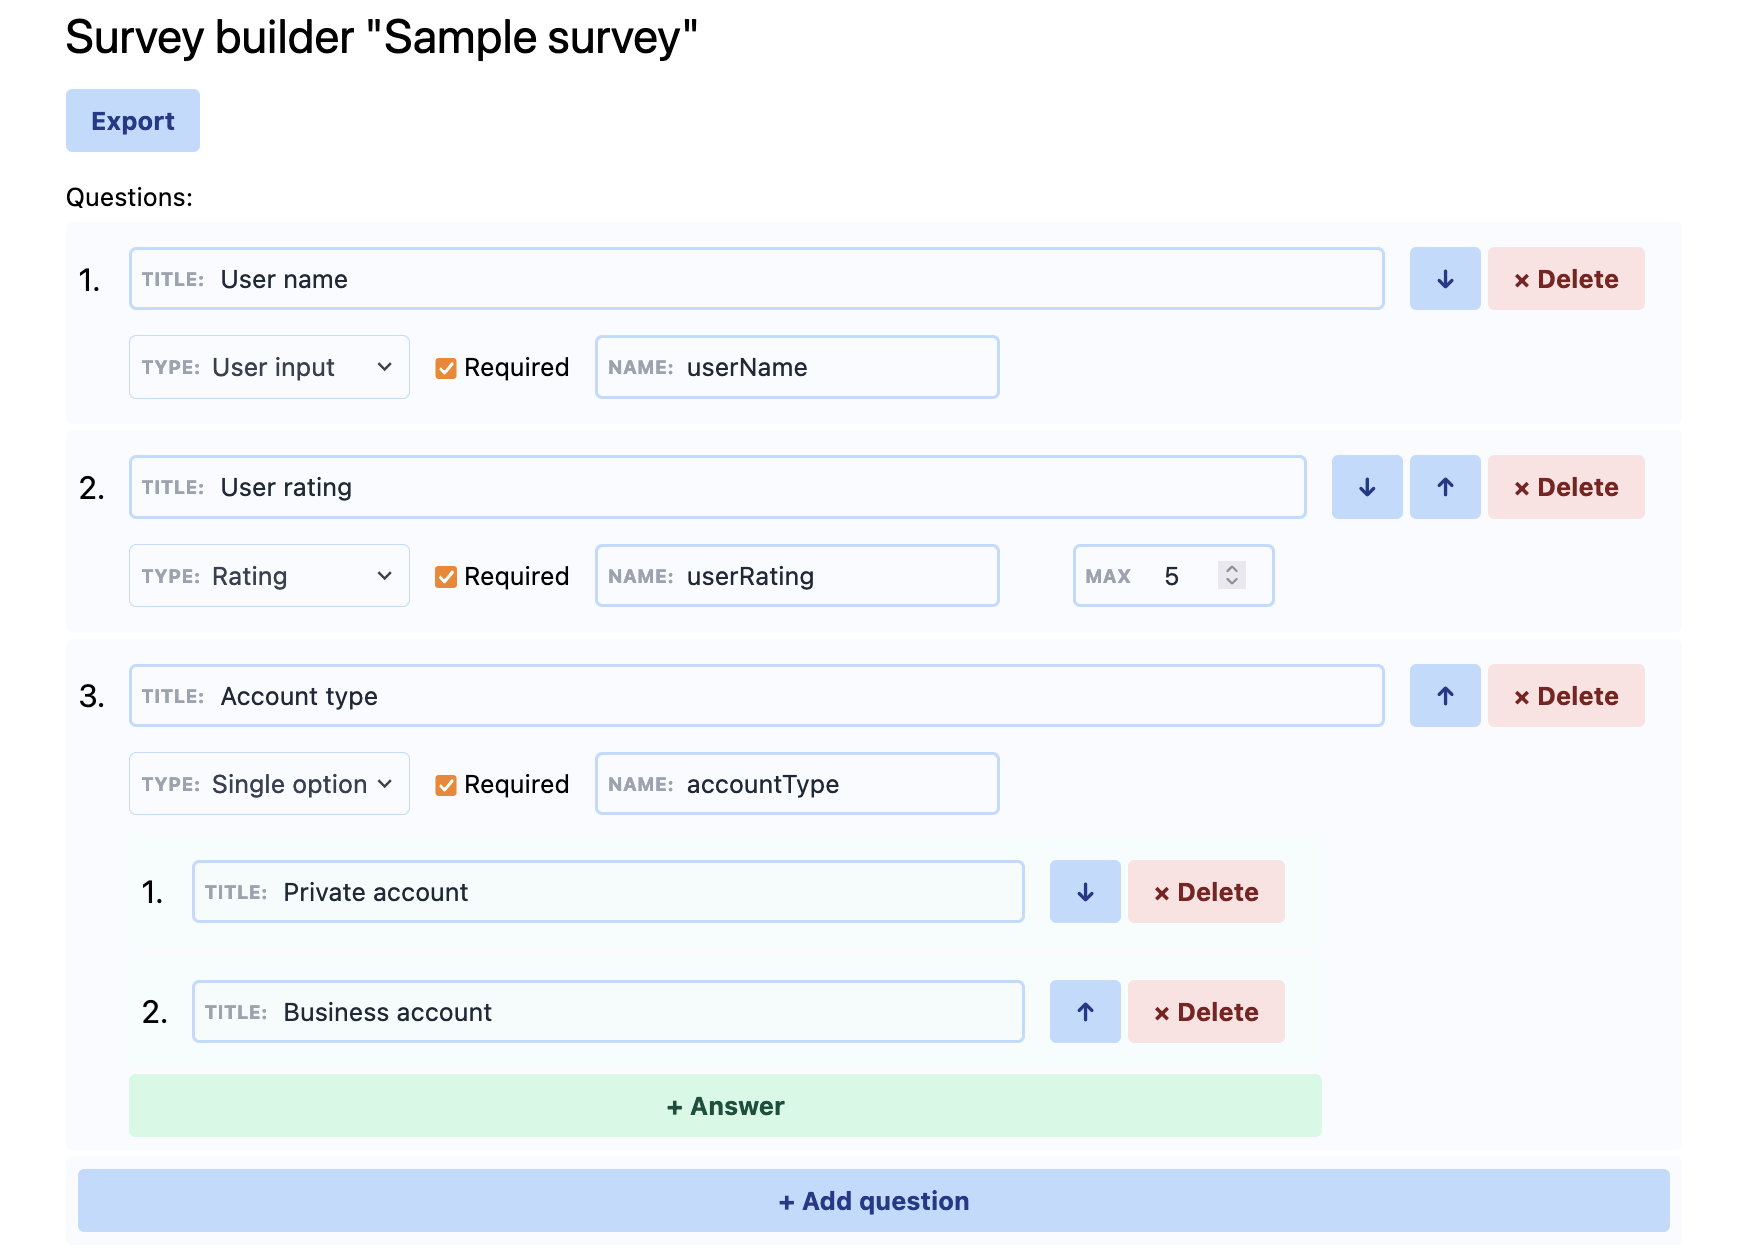 Survey builder "Sample survey"
Export
Questions:
1. TITLE: User name ↓ × Delete
TYPE: User input Required NAME: userName
2. TITLE: User rating ↓ ↑ × Delete
TYPE: Rating Required NAME: userRating MAX 5
3. TITLE: Account type ↑ × Delete
TYPE: Single option Required NAME: accountType
1. TITLE: Private account ↓ × Delete
2. TITLE: Business account ↑ × Delete
+ Answer
+ Add question